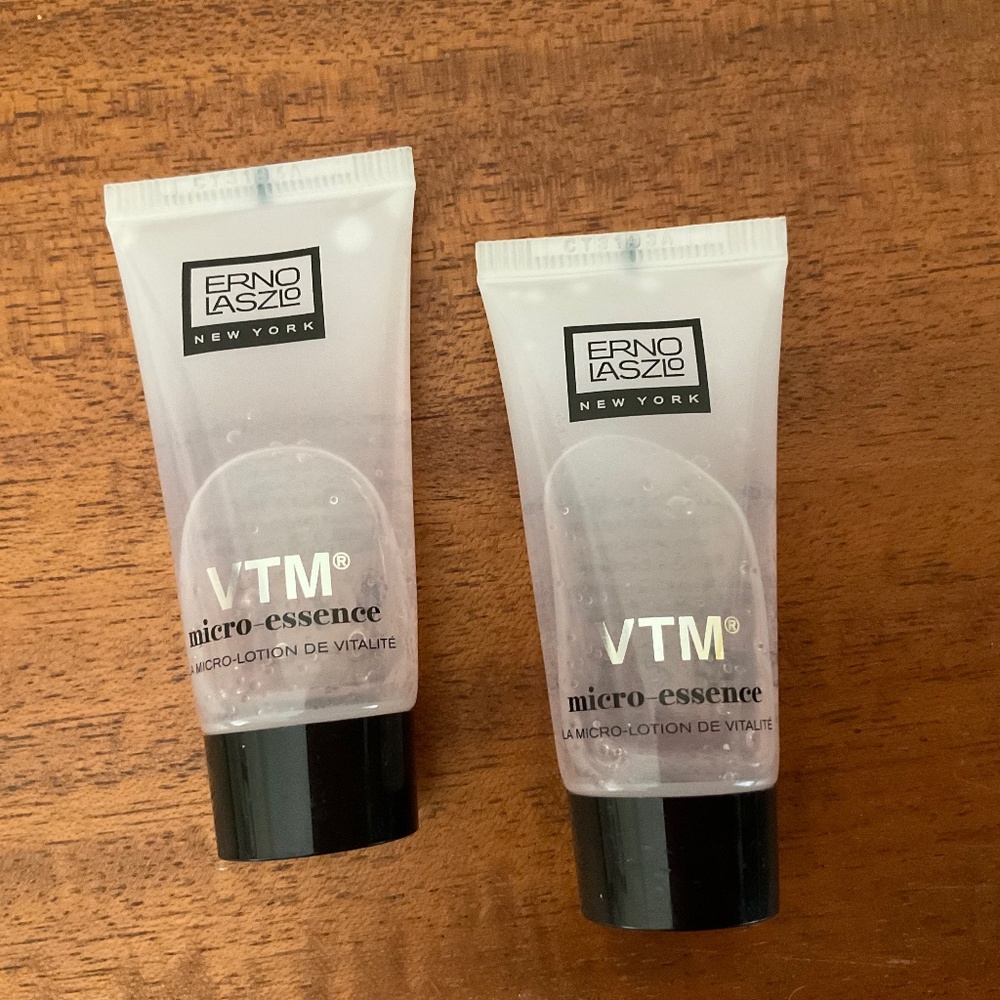 ERNO
LASZLO
NEW YORK
VTM®
micro-essence
MICRO-LOTION DE VITALITÉ
ERNO
LASZLO
NEW YORK
VTM®
micro-essence
LA MICRO-LOTION DE VITALITÉ